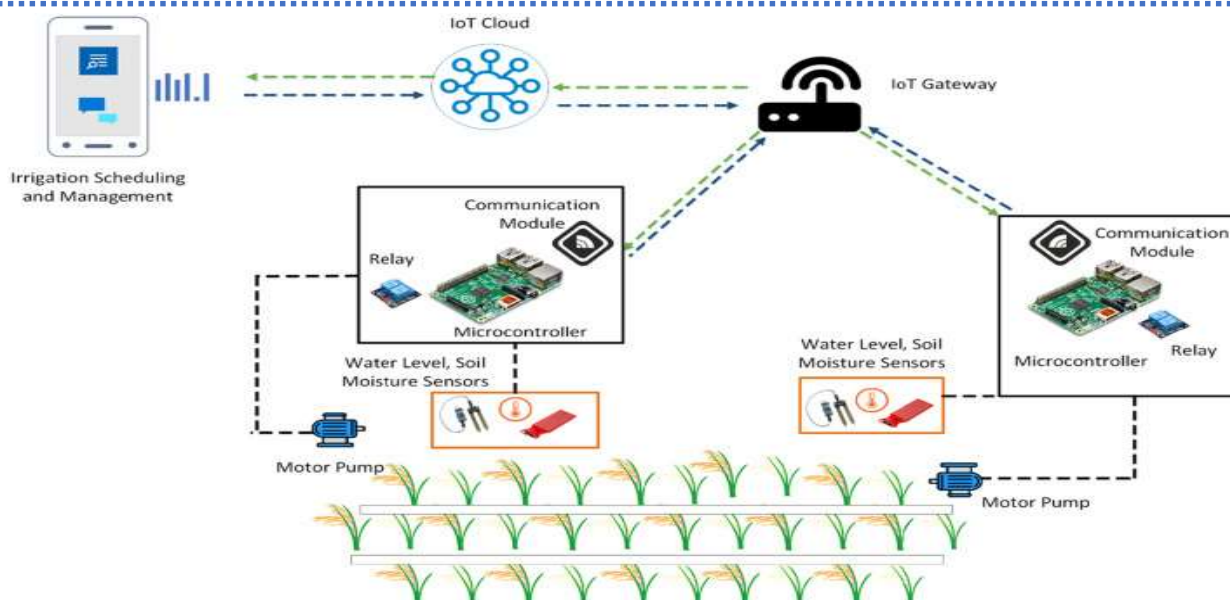 IoT Cloud
IoT Gateway
Irrigation Scheduling
and Management
Communication
Module
Relay
Microcontroller
Communication
Module
Relay
Microcontroller
Water Level, Soil
Moisture Sensors
Water Level, Soil
Moisture Sensors
Motor Pump
Motor Pump